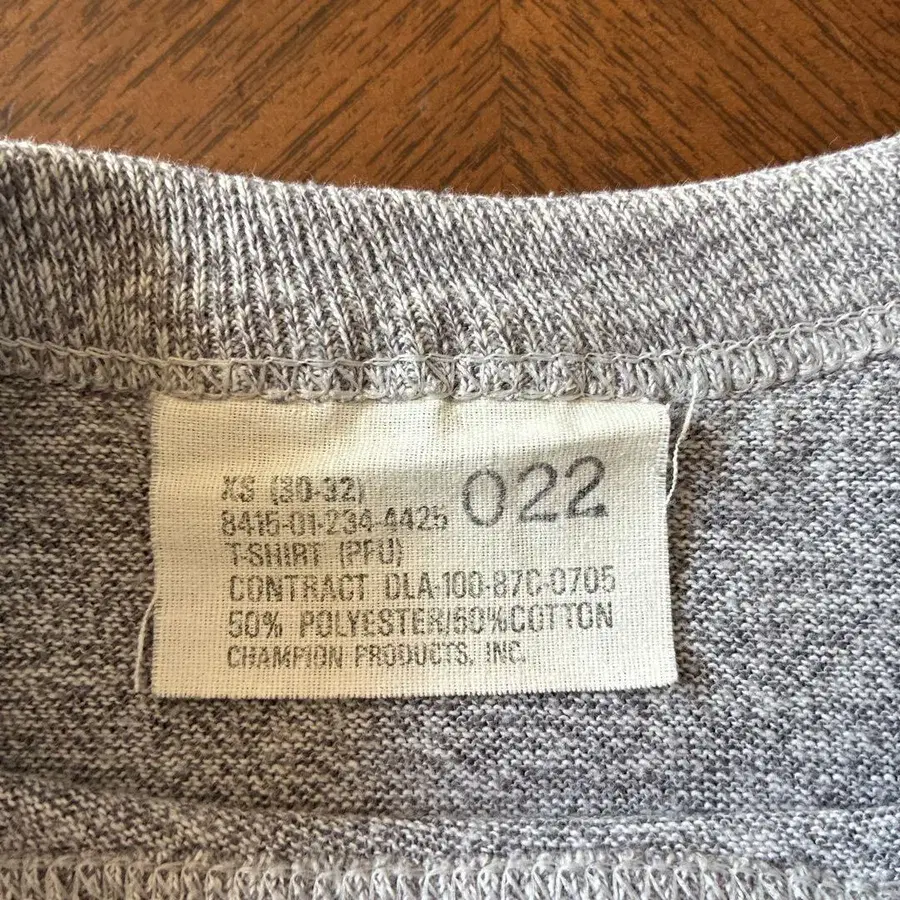 XS (30-32)
022
8415-01-234-4425
T-SHIRT (PFU)
CONTRACT DLA-100-87C-0705
50% POLYESTER/50%COTTON
CHAMPION PRODUCTS, INC.